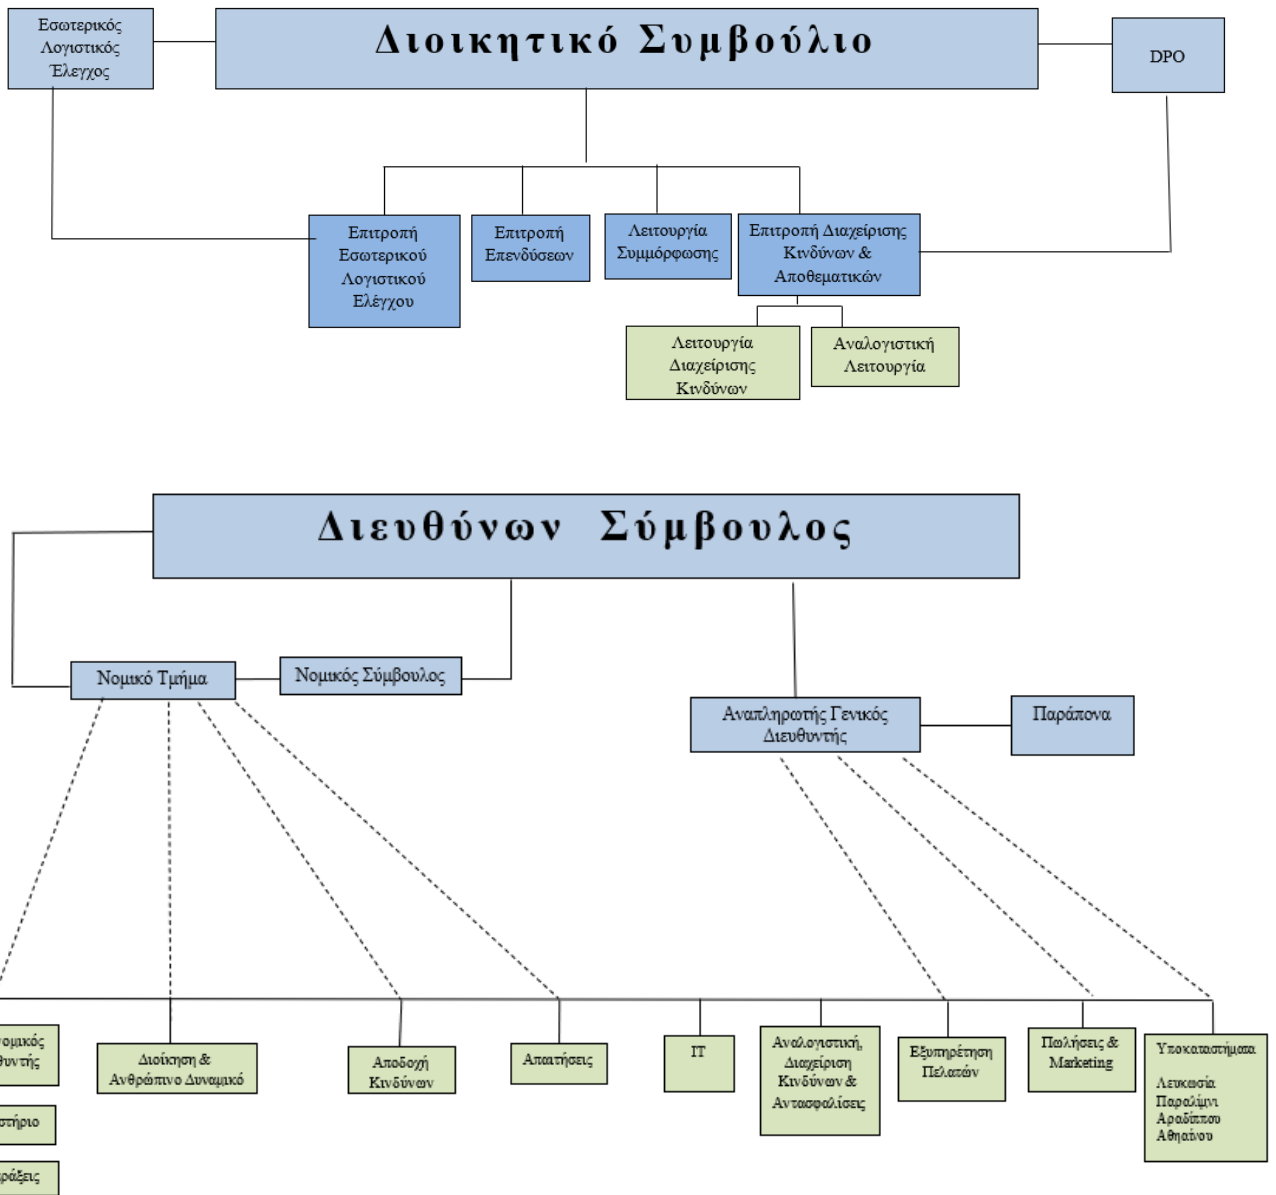 Εσωτερικός
Λογιστικός
Έλεγχος
Διοικητικό Συμβούλιο
DPO
Επιτροπή
Εσωτερικού
Λογιστικού
Ελέγχου
Επιτροπή
Επενδύσεων
Λειτουργία
Συμμόρφωσης
Επιτροπή Διαχείρισης
Κινδύνων &
Αποθεματικών
Λειτουργία
Διαχείρισης
Κινδύνων
Αναλογιστική
Λειτουργία
Διευθύνων Σύμβουλος
Νομικό Τμήμα
Νομικός Σύμβουλος
Αναπληρωτής Γενικός
Διευθυντής
Παράπονα
Διοίκηση &
Ανθρώπινο Δυναμικό
Αποδοχή
Κινδύνων
Απαιτήσεις
IT
Αναλογιστική,
Διαχείριση
Κινδύνων &
Αντασφαλίσεις
Εξυπηρέτηση
Πελατών
Πωλήσεις &
Marketing
Υποκαταστήματα
Λευκωσία
Παραλίμνι
Αραδίππου
Αθηαίνου